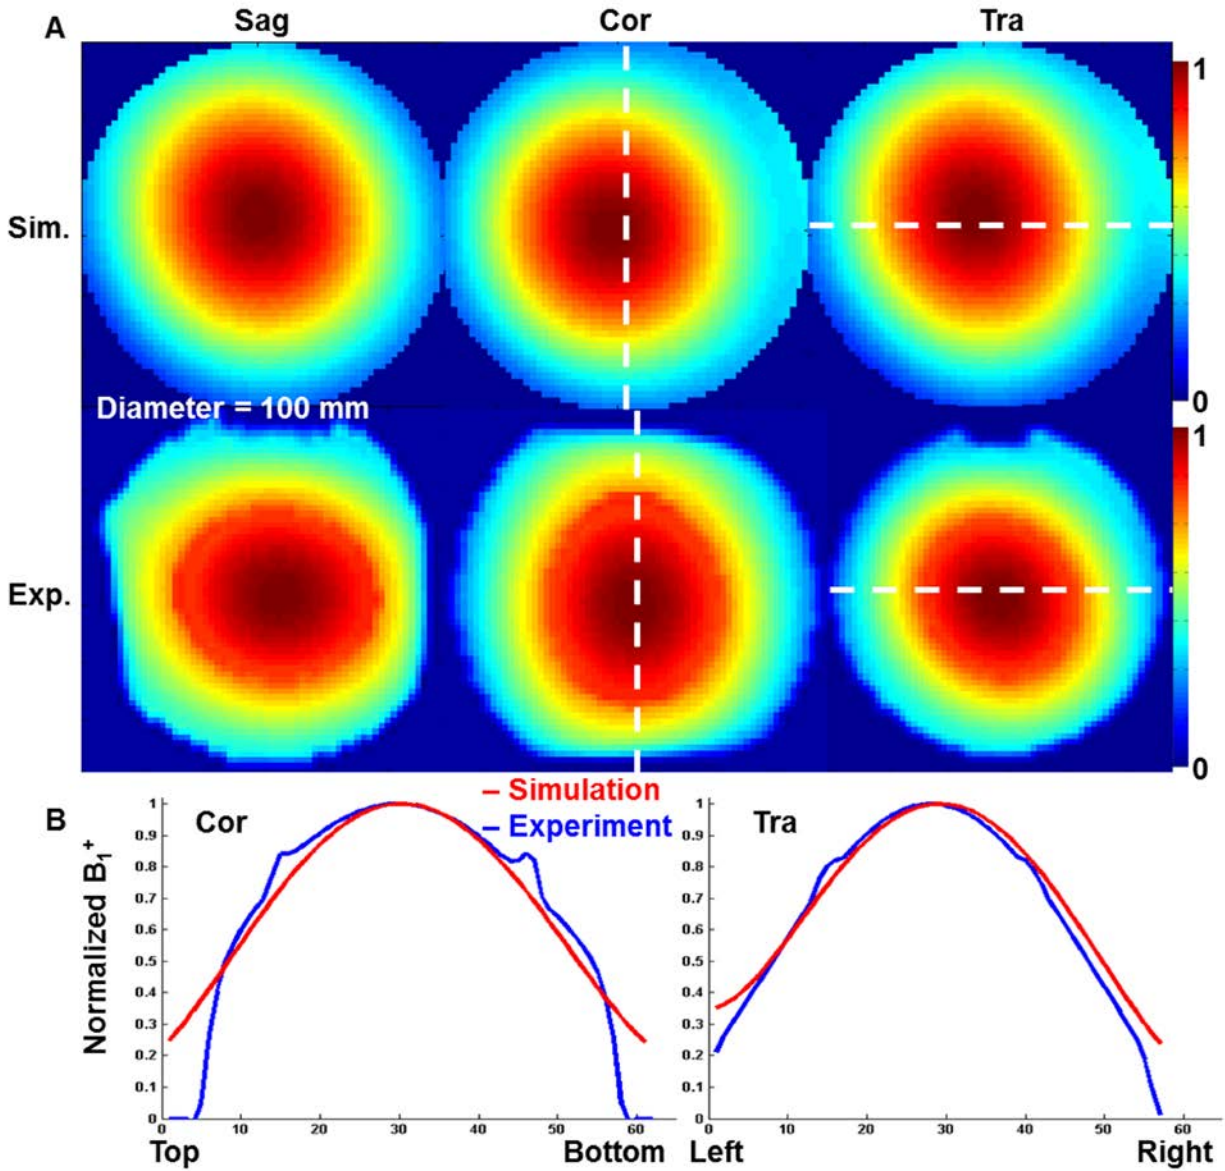 A
Sag Cor Tra
1
Sim.
0
Diameter = 100 mm
1
Exp.
0
B
Simulation
Experiment
Cor
Normalized B₁⁺
1
0.9
0.8
0.7
0.6
0.5
0.4
0.3
0.2
0.1
0
0 10 20 30 40 50 60
Top Bottom
Tra
1
0.9
0.8
0.7
0.6
0.5
0.4
0.3
0.2
0.1
0
0 10 20 30 40 50 60
Left Right